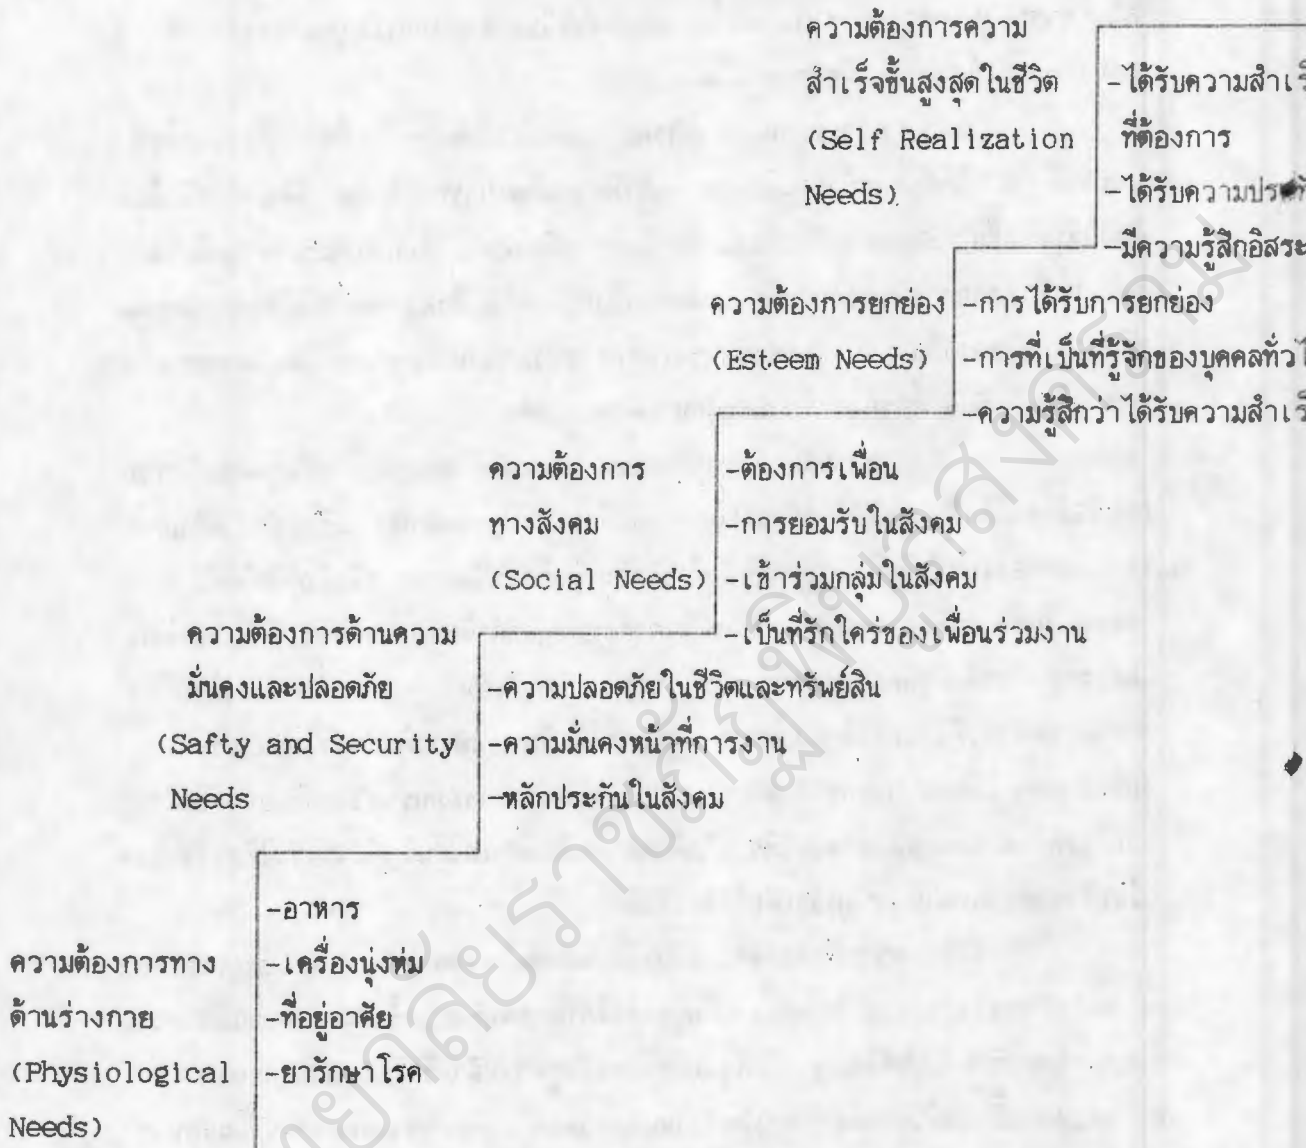 ความต้องการความ
สำเร็จขั้นสูงสุดในชีวิต
(Self Realization
Needs)
-ได้รับความสำเร็
ที่ต้องการ
-ได้รับ
-มีความรู้สึกอิสระ
ความต้องการยกย่อง
(Esteem Needs)
-การได้รับการยกย่อง
-การที่เป็นที่รู้จักของบุคคลทั่วไ
-ความรู้สึกว่าได้รับความสำเร็
ความต้องการ
ทางสังคม
(Social Needs)
-ต้องการเพื่อน
-การยอมรับในสังคม
-เข้าร่วมกลุ่มในสังคม
-เป็นที่รักใคร่ของเพื่อนร่วมงาน
ความต้องการด้านความ
มั่นคงและปลอดภัย
(Safty and Security
Needs
-ความปลอดภัยในชีวิตและทรัพย์สิน
-ความมั่นคงหน้าที่การงาน
-หลักประกันในสังคม
ความต้องการทาง
ด้านร่างกาย
(Physiological
Needs)
-อาหาร
-เครื่องนุ่งห่ม
-ที่อยู่อาศัย
-ยารักษาโรค